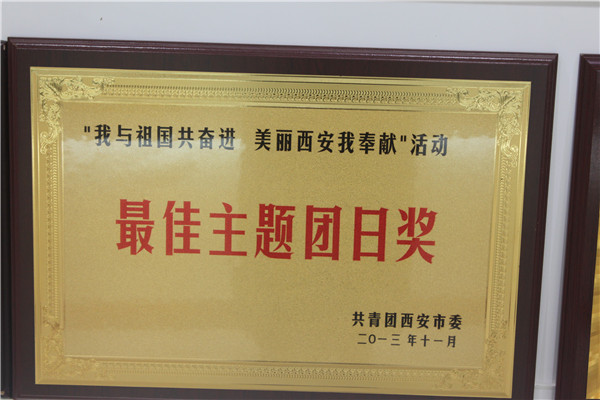 "我与祖国共奋进 美丽西安我奉献"活动
最佳主题团日奖
共青团西安市委
二〇一三年十一月